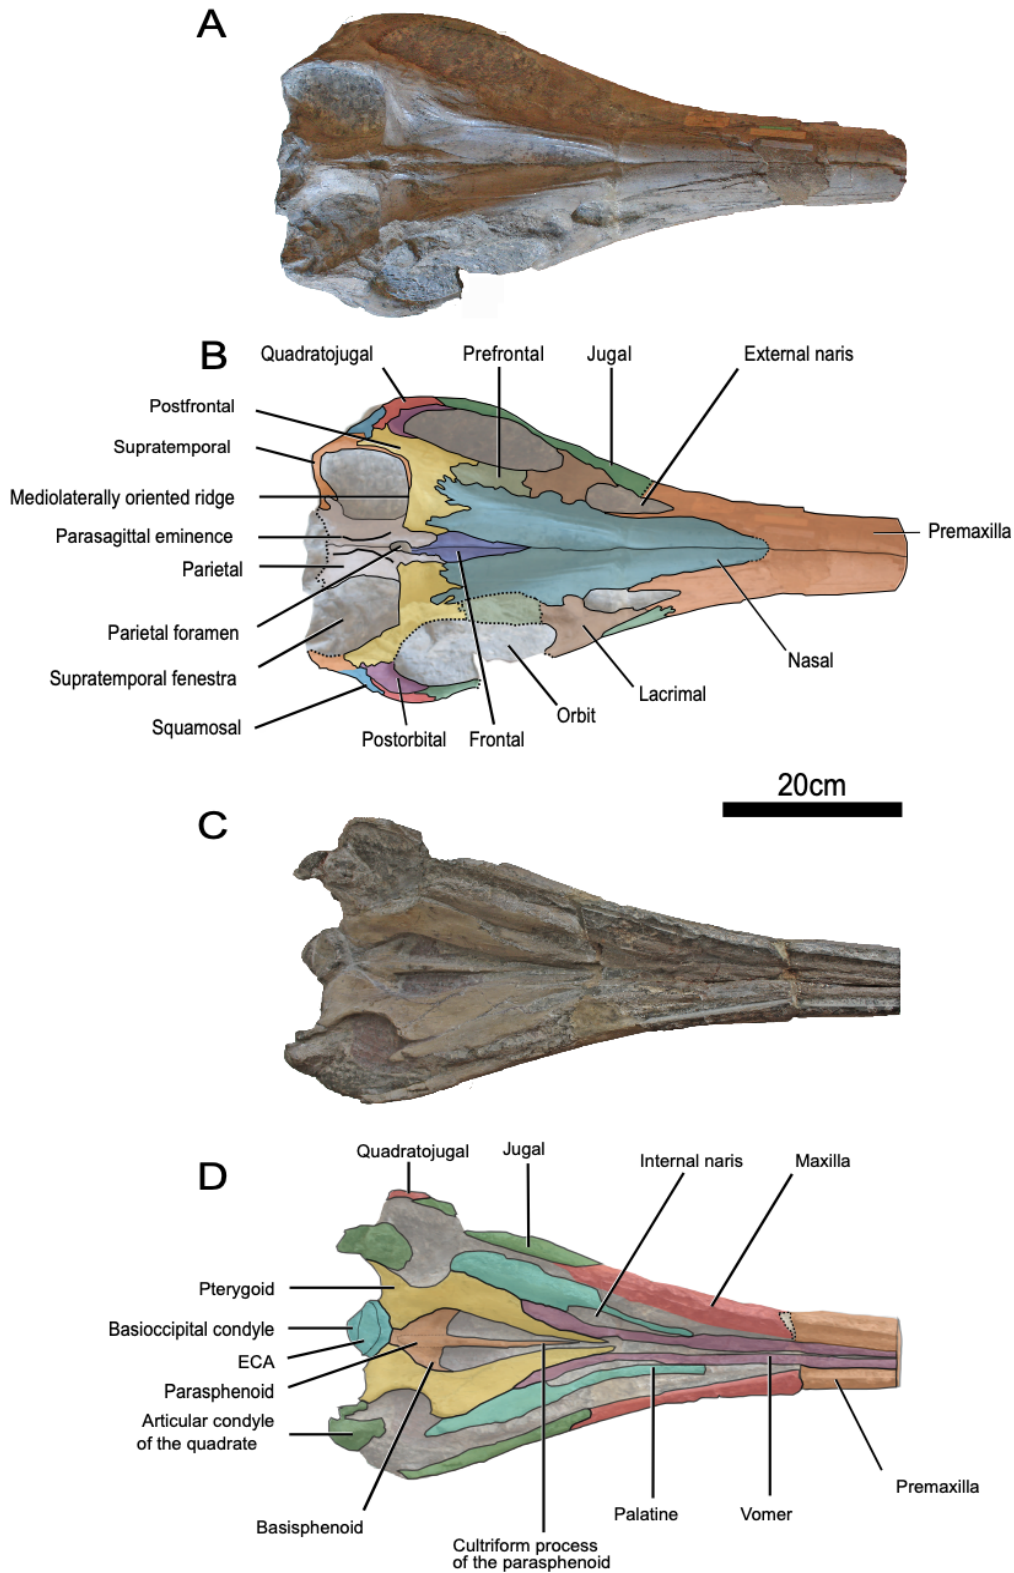 A
B
Quadratojugal
Prefrontal
Jugal
External naris
Postfrontal
Supratemporal
Mediolaterally oriented ridge
Parasagittal eminence
Parietal
Premaxilla
Parietal foramen
Supratemporal fenestra
Squamosal
Postorbital
Frontal
Orbit
Lacrimal
Nasal
20cm
C
D
Quadratojugal
Jugal
Internal naris
Maxilla
Pterygoid
Basioccipital condyle
ECA
Parasphenoid
Articular condyle
of the quadrate
Basisphenoid
Cultriform process
of the parasphenoid
Palatine
Vomer
Premaxilla